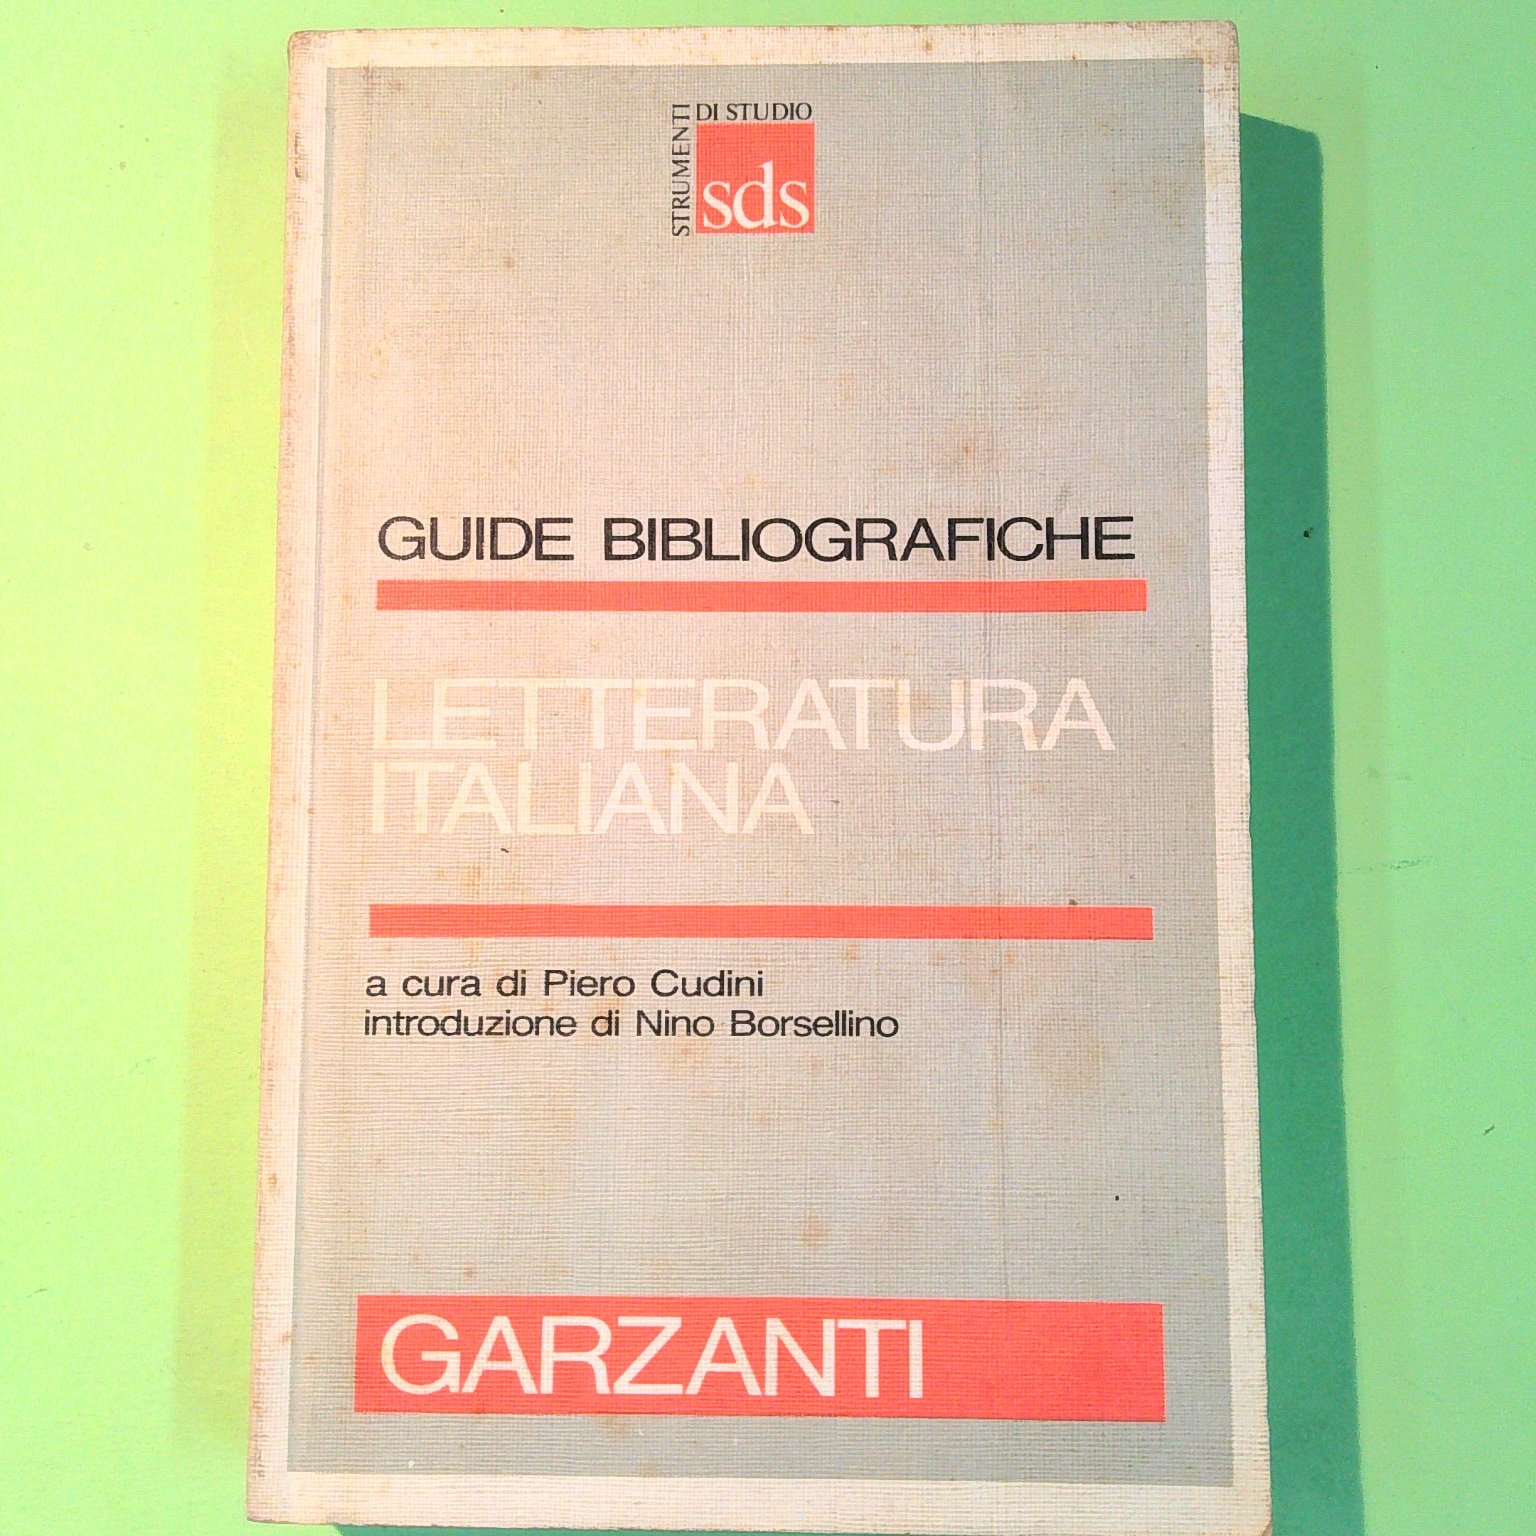 STRUMENTI
DI STUDIO
sds
GUIDE BIBLIOGRAFICHE
LETTERATURA
ITALIANA
a cura di Piero Cudini
introduzione di Nino Borsellino
GARZANTI